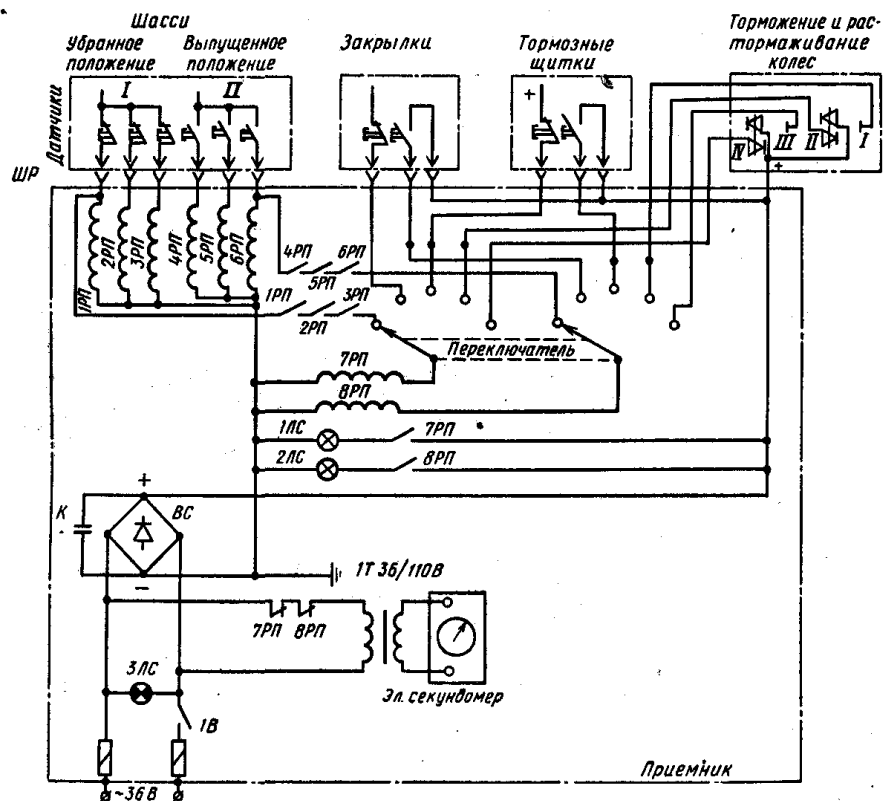 Шасси
Убранное положение
Выпущенное положение
Закрылки
Тормозные щитки
Торможение и рас-
тормаживание
колес
Датчики
I
II
+
IV
III
II
I
+
ШР
1РП
2РП
3РП
4РП
5РП
6РП
4РП
5РП
6РП
1РП
2РП
3РП
Переключатель
7РП
8РП
1ЛС
7РП
2ЛС
8РП
+
К
ВС
−
1Т 36/110В
7РП 8РП
3ЛС
Эл. секундомер
1В
Приемник
~36В